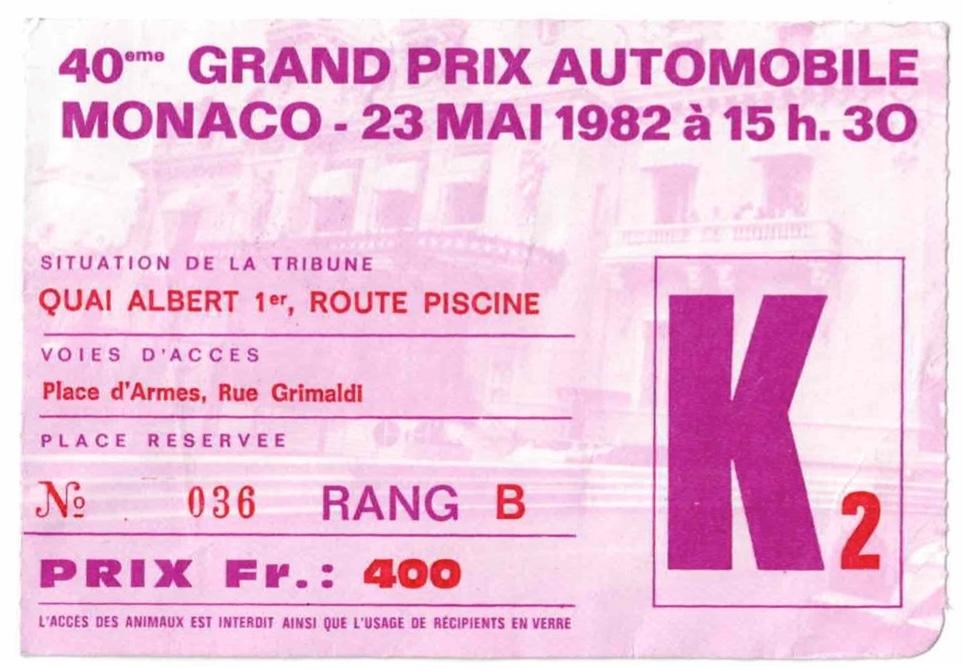 40eme GRAND PRIX AUTOMOBILE
MONACO - 23 MAI 1982 à 15 h. 30
SITUATION DE LA TRIBUNE
QUAI ALBERT 1er, ROUTE PISCINE
VOIES D'ACCES
Place d'Armes, Rue Grimaldi
PLACE RESERVEE
No 036 RANG B
PRIX Fr.: 400
L'ACCÈS DES ANIMAUX EST INTERDIT AINSI QUE L'USAGE DE RÉCIPIENTS EN VERRE
K2